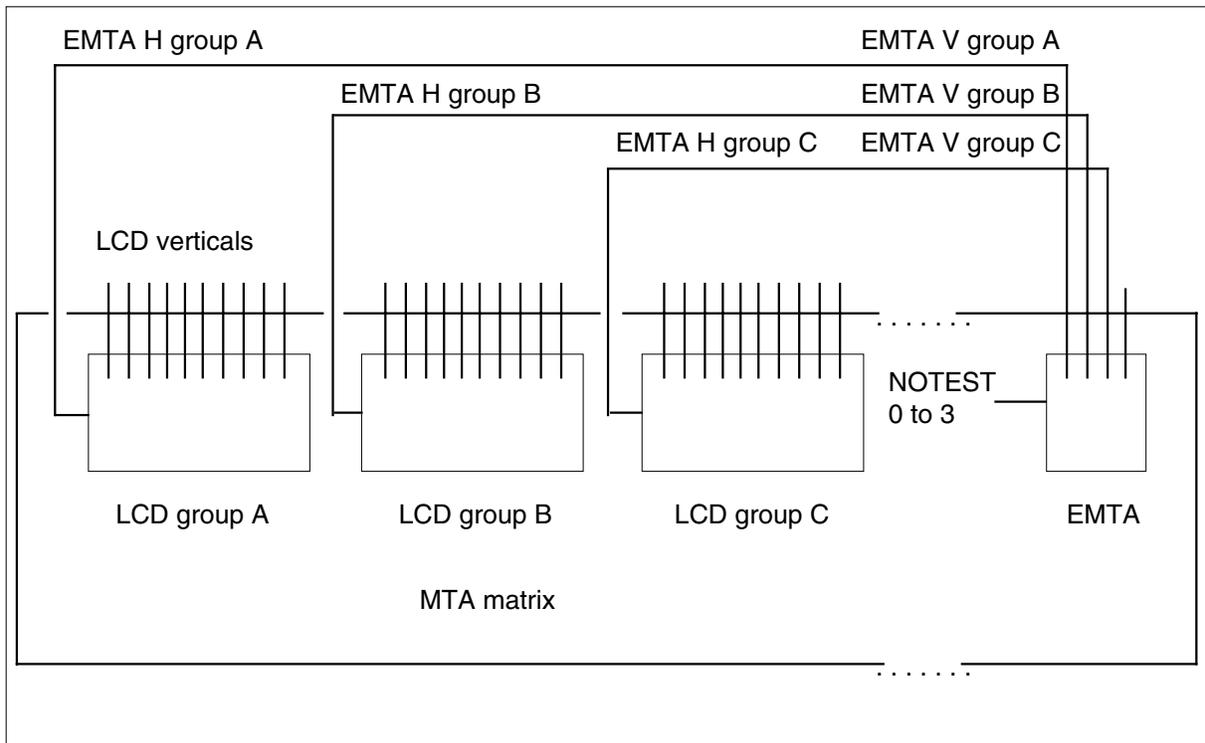 EMTA H group A
EMTA V group A
EMTA H group B
EMTA V group B
EMTA H group C
EMTA V group C
LCD verticals
. . . . . . .
NOTEST
0 to 3
LCD group A
LCD group B
LCD group C
EMTA
MTA matrix
. . . . . . .